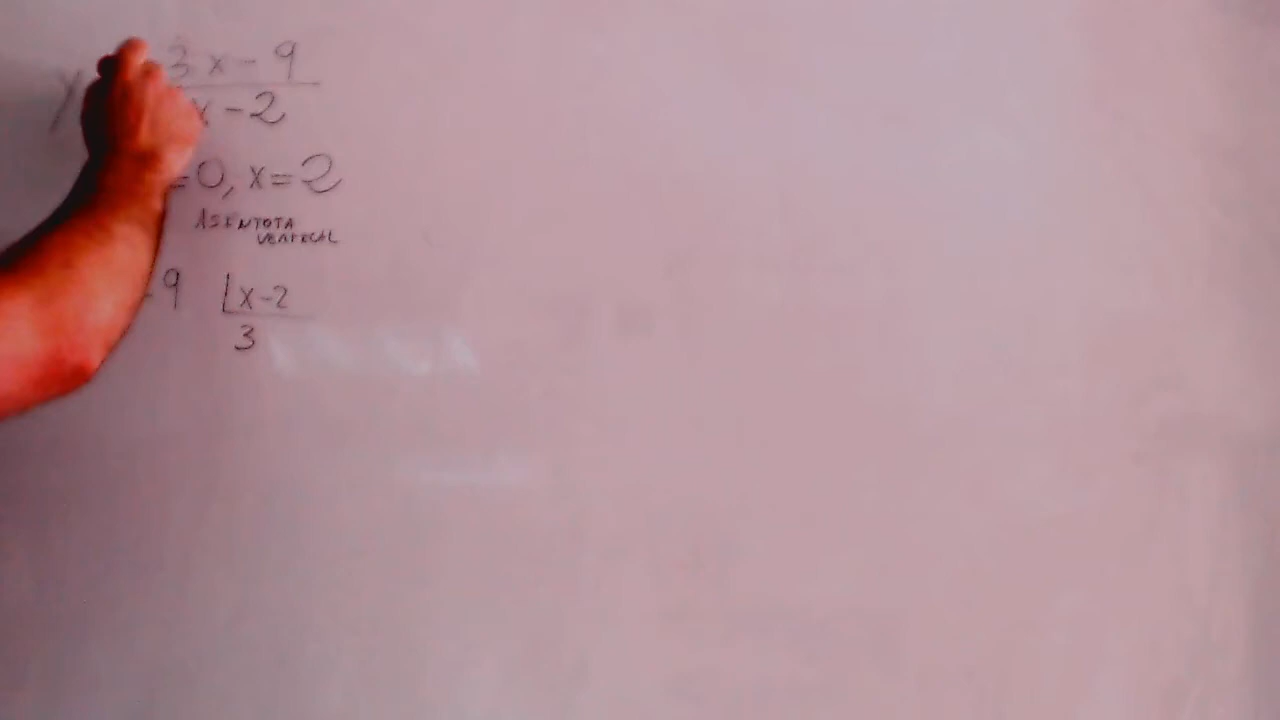 y 3x-9
x-2
=0, x=2
ASINTOTA
VERTICAL
-9 x-2
3